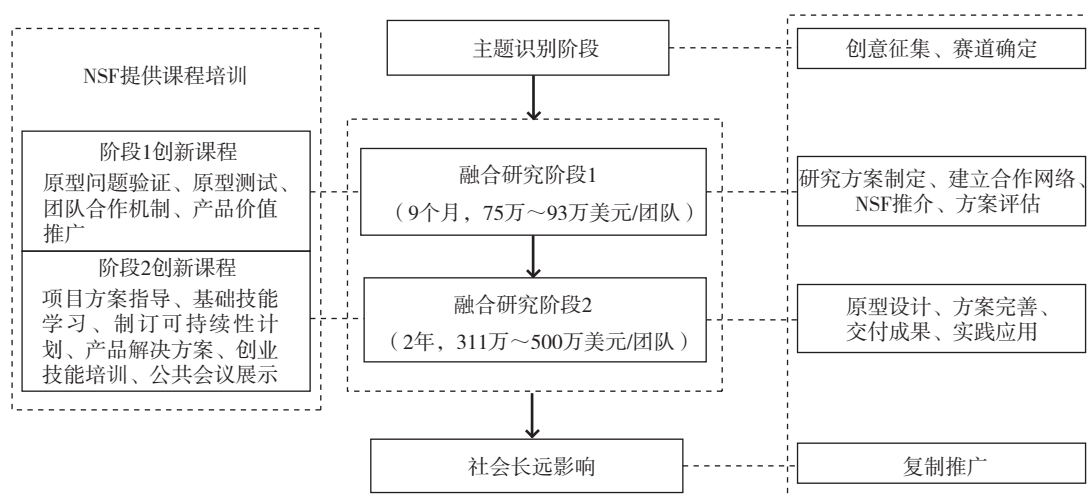 NSF提供课程培训
阶段1创新课程
原型问题验证、原型测试、
团队合作机制、产品价值
推广
阶段2创新课程
项目方案指导、基础技能
学习、制订可持续性计
划、产品解决方案、创业
技能培训、公共会议展示
主题识别阶段
融合研究阶段1
（9个月，75万～93万美元/团队）
融合研究阶段2
（2年，311万～500万美元/团队）
社会长远影响
创意征集、赛道确定
研究方案制定、建立合作网络、
NSF推介、方案评估
原型设计、方案完善、
交付成果、实践应用
复制推广